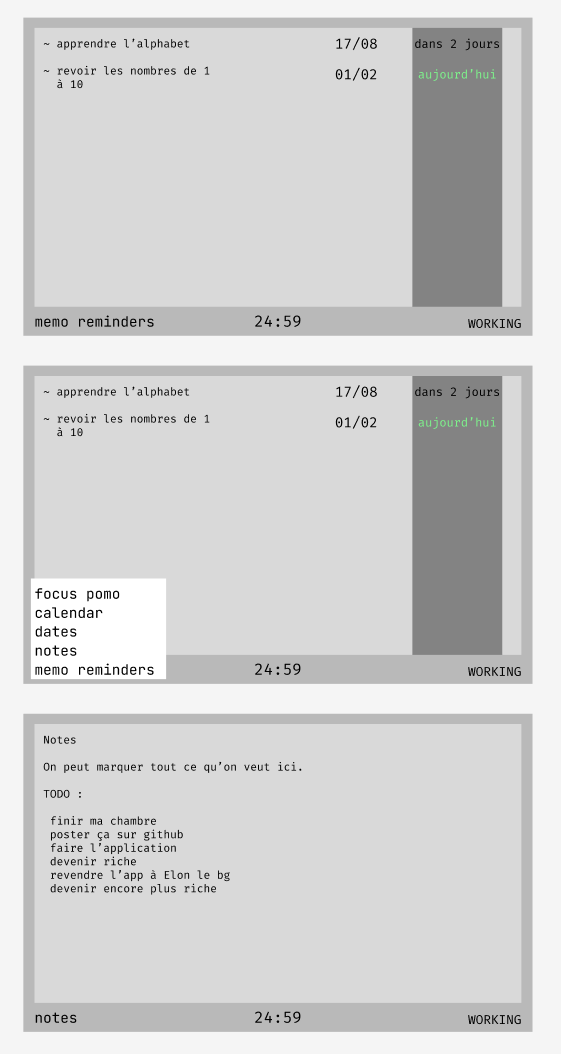 ~ apprendre l’alphabet 17/08 dans 2 jours
~ revoir les nombres de 1 01/02 aujourd’hui
à 10
memo reminders 24:59 WORKING
~ apprendre l’alphabet 17/08 dans 2 jours
~ revoir les nombres de 1 01/02 aujourd’hui
à 10
focus pomo
calendar
dates
notes
memo reminders 24:59 WORKING
Notes
On peut marquer tout ce qu’on veut ici.
TODO :
finir ma chambre
poster ça sur github
faire l’application
devenir riche
revendre l’app à Elon le bg
devenir encore plus riche
notes 24:59 WORKING